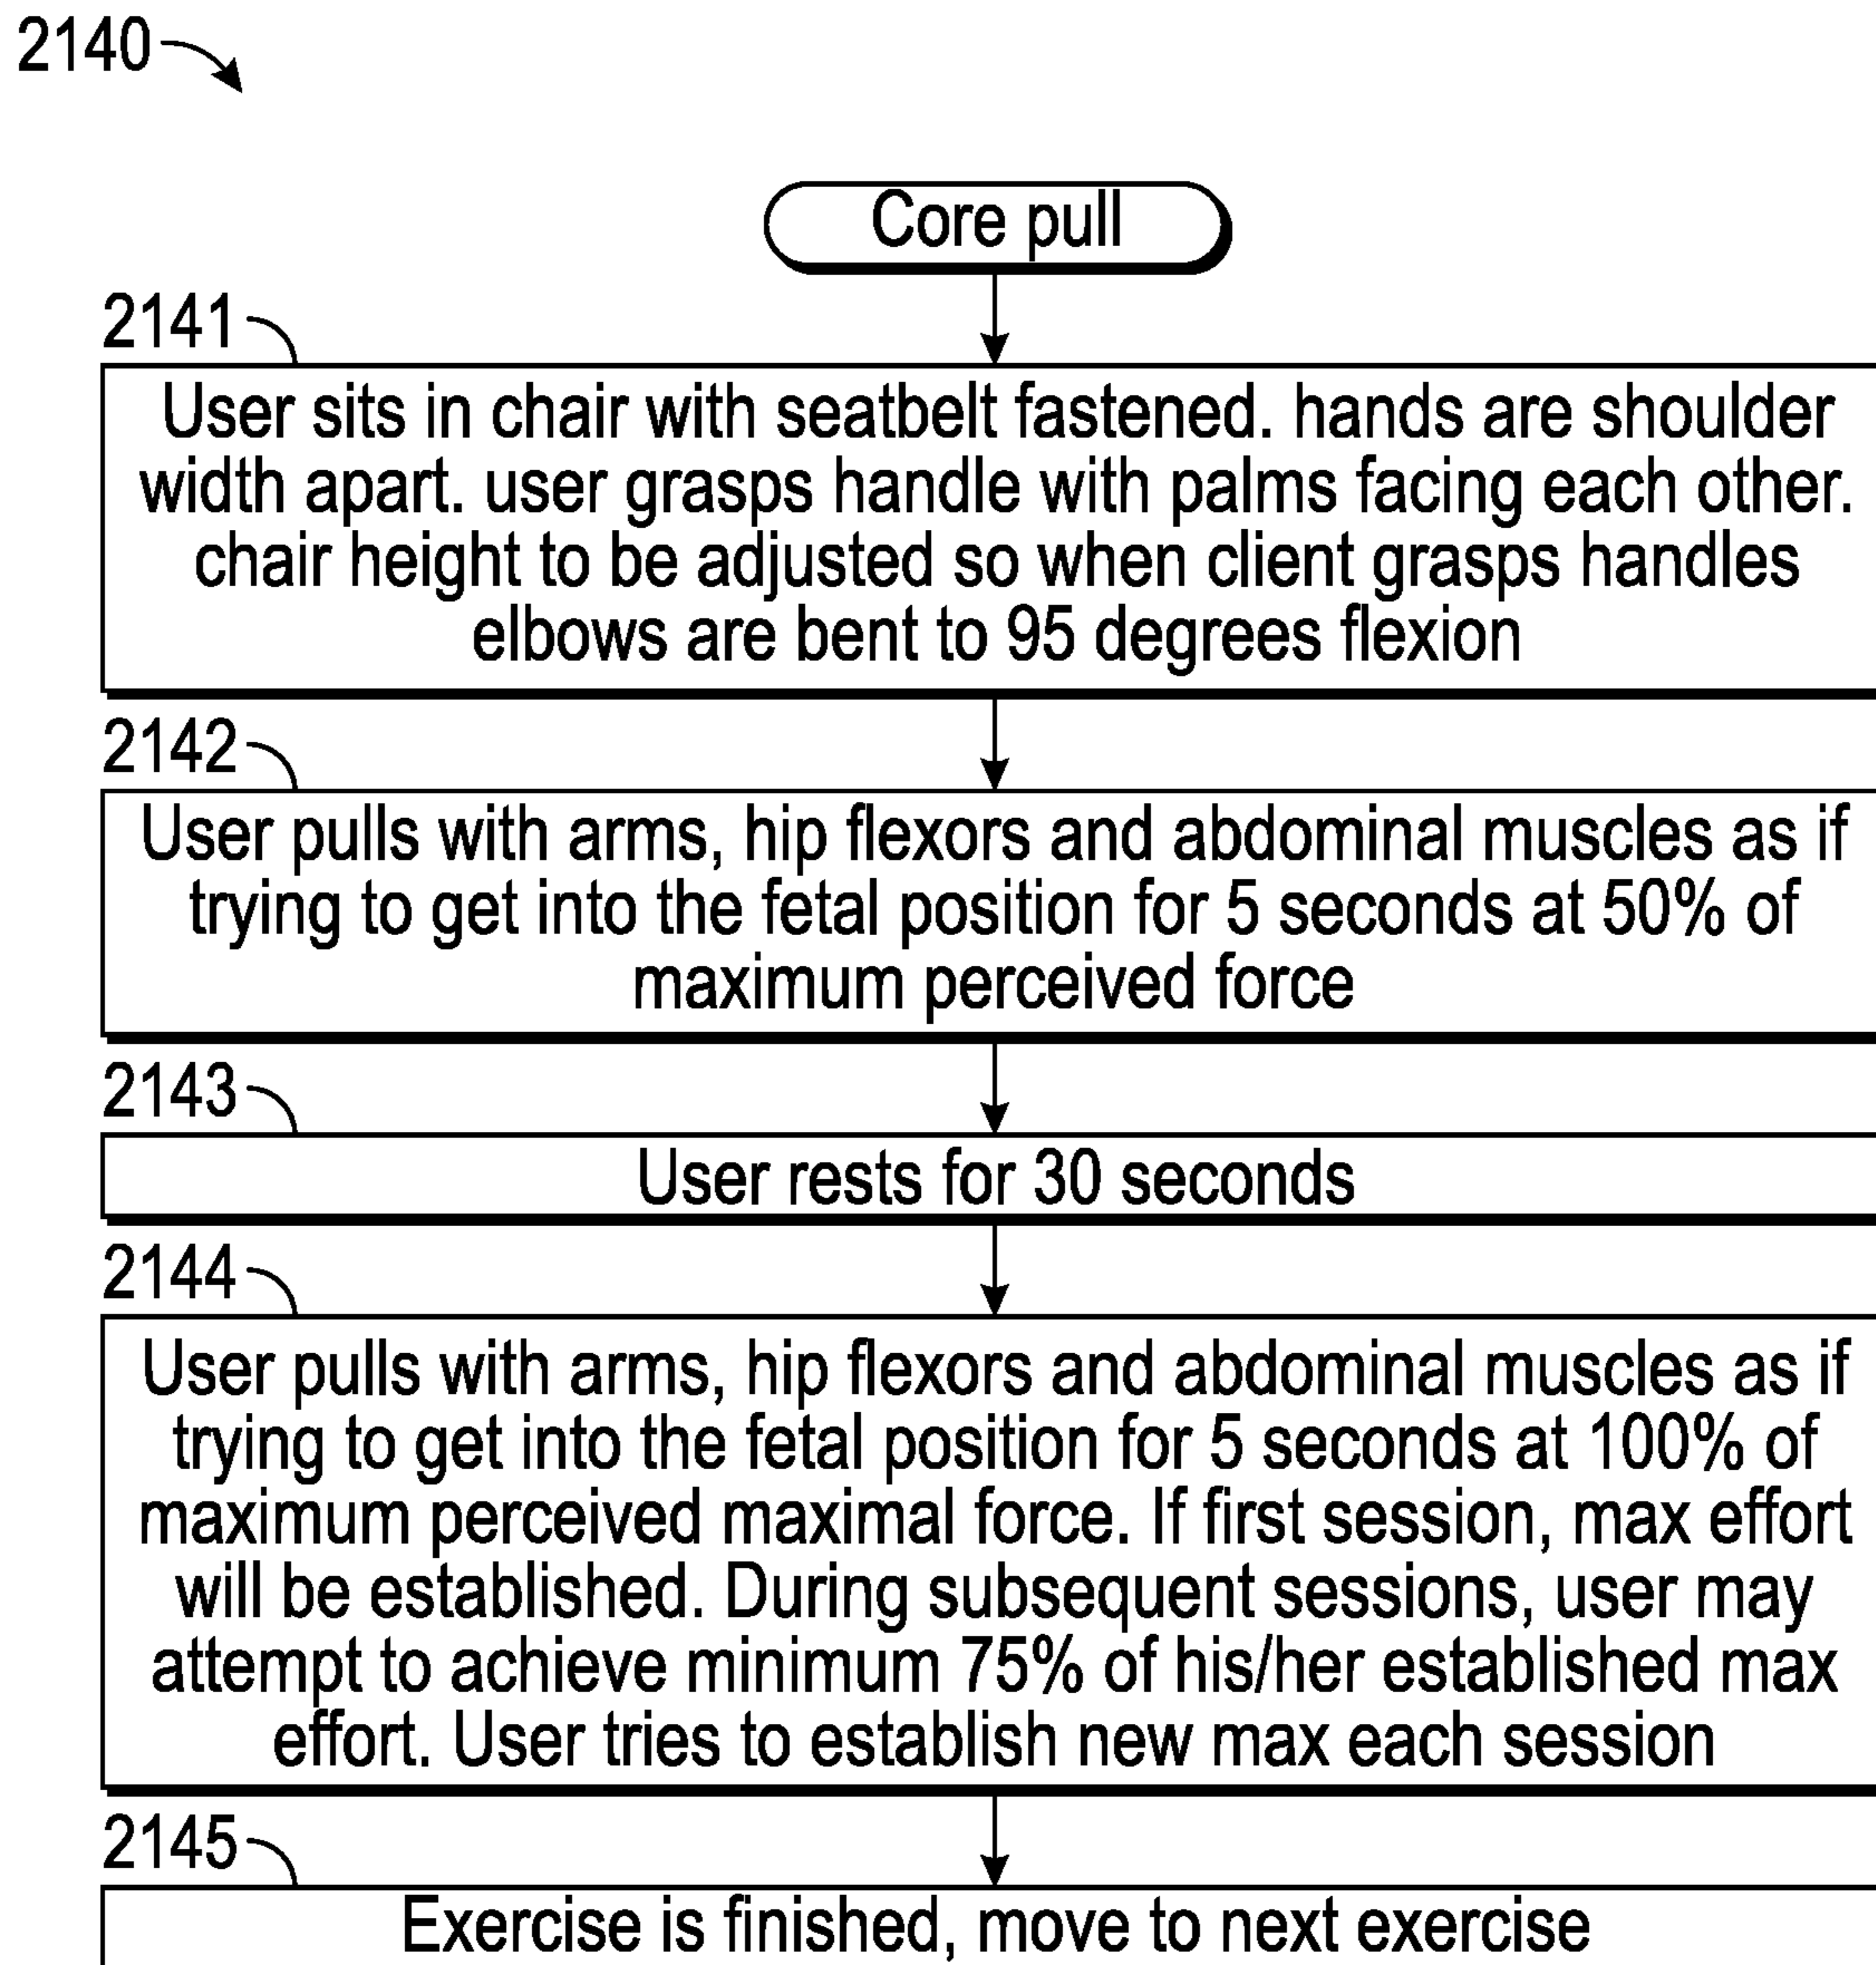 2140
Core pull
2141
User sits in chair with seatbelt fastened. hands are shoulder
width apart. user grasps handle with palms facing each other.
chair height to be adjusted so when client grasps handles
elbows are bent to 95 degrees flexion
2142
User pulls with arms, hip flexors and abdominal muscles as if
trying to get into the fetal position for 5 seconds at 50% of
maximum perceived force
2143
User rests for 30 seconds
2144
User pulls with arms, hip flexors and abdominal muscles as if
trying to get into the fetal position for 5 seconds at 100% of
maximum perceived maximal force. If first session, max effort
will be established. During subsequent sessions, user may
attempt to achieve minimum 75% of his/her established max
effort. User tries to establish new max each session
2145
Exercise is finished, move to next exercise